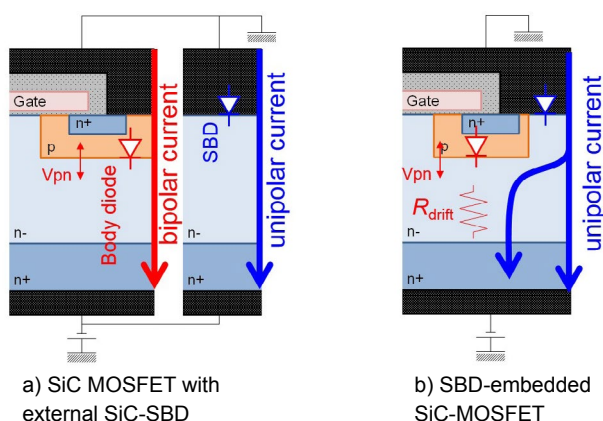 Gate
n+
p
Vpn
Body diode
bipolar current
n-
n+
SBD
unipolar current
Gate
n+
p
Vpn
Rdrift
unipolar current
n-
n+
a) SiC MOSFET with
external SiC-SBD
b) SBD-embedded
SiC-MOSFET